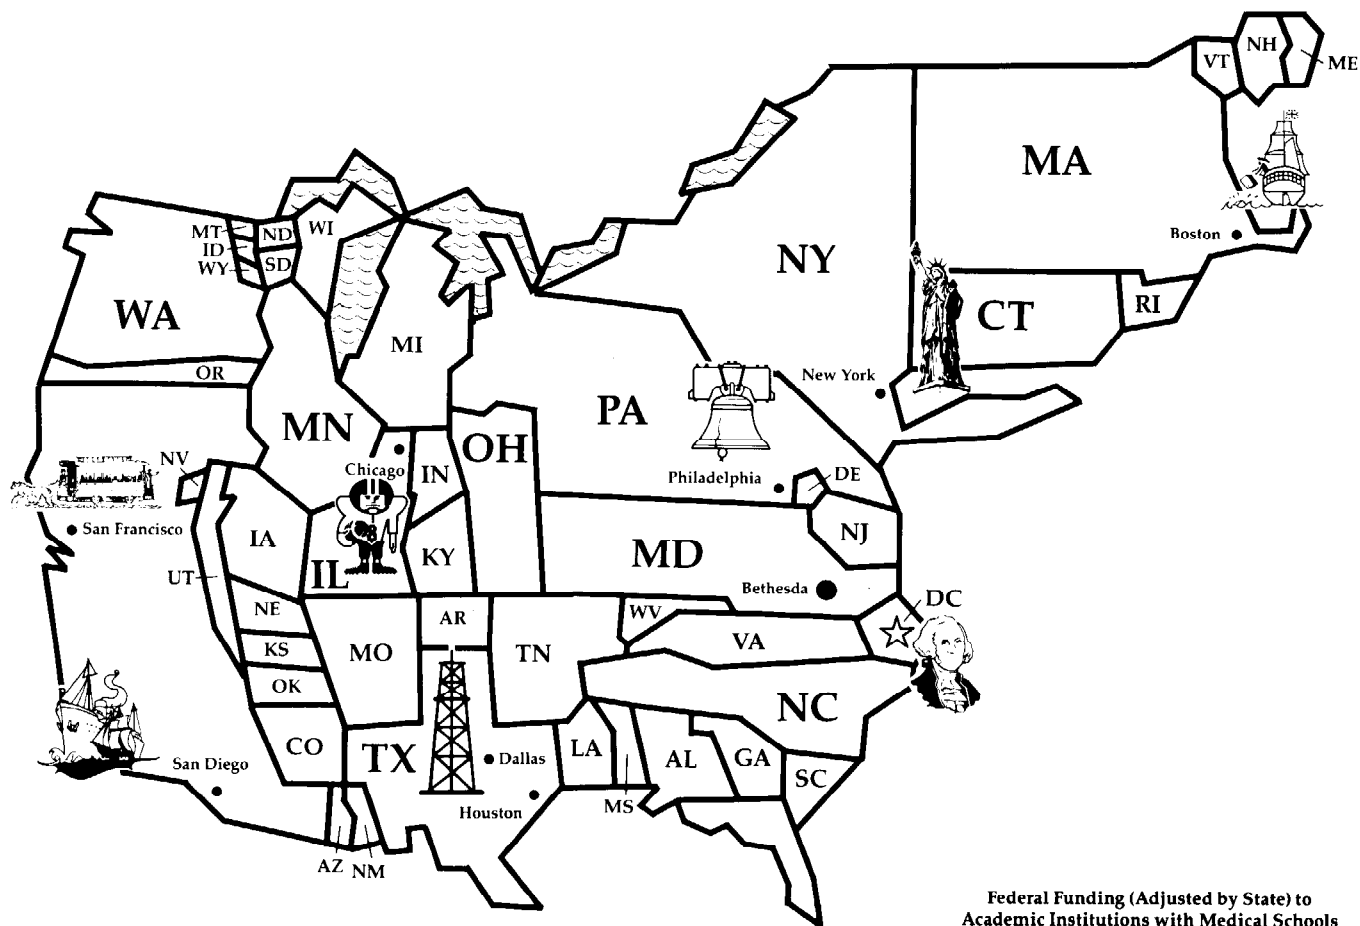 NH
VT
ME
MA
MT
ND
WI
ID
WY
SD
Boston
NY
WA
RI
CT
MI
OR
New York
PA
MN
OH
NV
Chicago
IN
Philadelphia
DE
San Francisco
IA
NJ
KY
MD
IL
UT
Bethesda
DC
NE
AR
WV
VA
KS
MO
TN
OK
NC
CO
TX
LA
AL
GA
Dallas
San Diego
SC
MS
Houston
AZ
NM
Federal Funding (Adjusted by State) to
Academic Institutions with Medical Schools